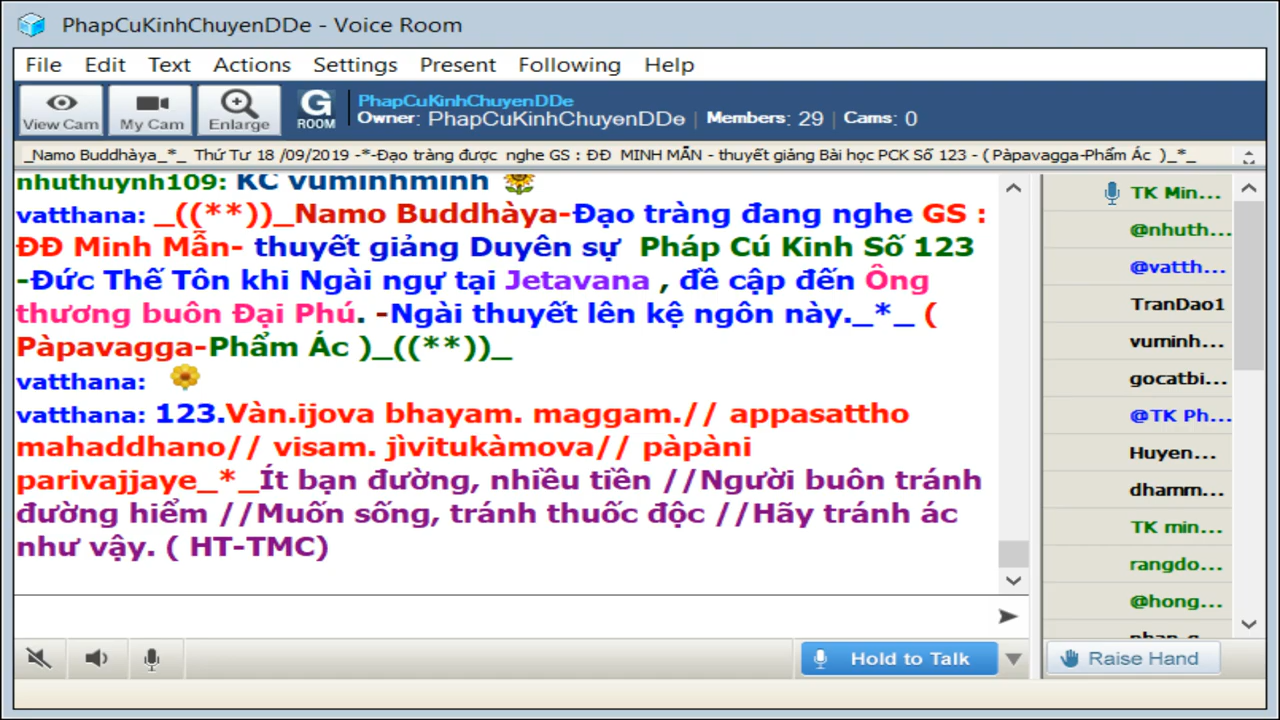 PhapCuKinhChuyenDDe - Voice Room
File Edit Text Actions Settings Present Following Help
View Cam My Cam Enlarge G ROOM PhapCuKinhChuyenDDe
Owner: PhapCuKinhChuyenDDe | Members: 29 | Cams: 0
_Namo Buddhàya_*_ Thứ Tư 18 /09/2019 -*-Đạo tràng được nghe GS : ĐĐ MINH MẪN - thuyết giảng Bài học PCK Số 123 - ( Pàpavagga-Phẩm Ác )_*_
nhuthuynh109: KC vuminhminh
vatthana: _((**))_Namo Buddhàya-Đạo tràng đang nghe GS :
ĐĐ Minh Mẫn- thuyết giảng Duyên sự Pháp Cú Kinh Số 123
-Đức Thế Tôn khi Ngài ngự tại Jetavana , đề cập đến Ông
thương buôn Đại Phú. -Ngài thuyết lên kệ ngôn này._*_ (
Pàpavagga-Phẩm Ác )_((**))_
vatthana:
vatthana: 123.Vàn.ijova bhayam. maggam.// appasattho
mahaddhano// visam. jìvitukàmova// pàpàni
parivajjaye_*_Ít bạn đường, nhiều tiền //Người buôn tránh
đường hiểm //Muốn sống, tránh thuốc độc //Hãy tránh ác
như vậy. ( HT-TMC)
TK Min...
@nhuth...
@vatth...
TranDao1
vuminh...
gocatbi...
@TK Ph...
Huyen...
dhamm...
TK min...
rangdo...
@hong...
Hold to Talk
Raise Hand